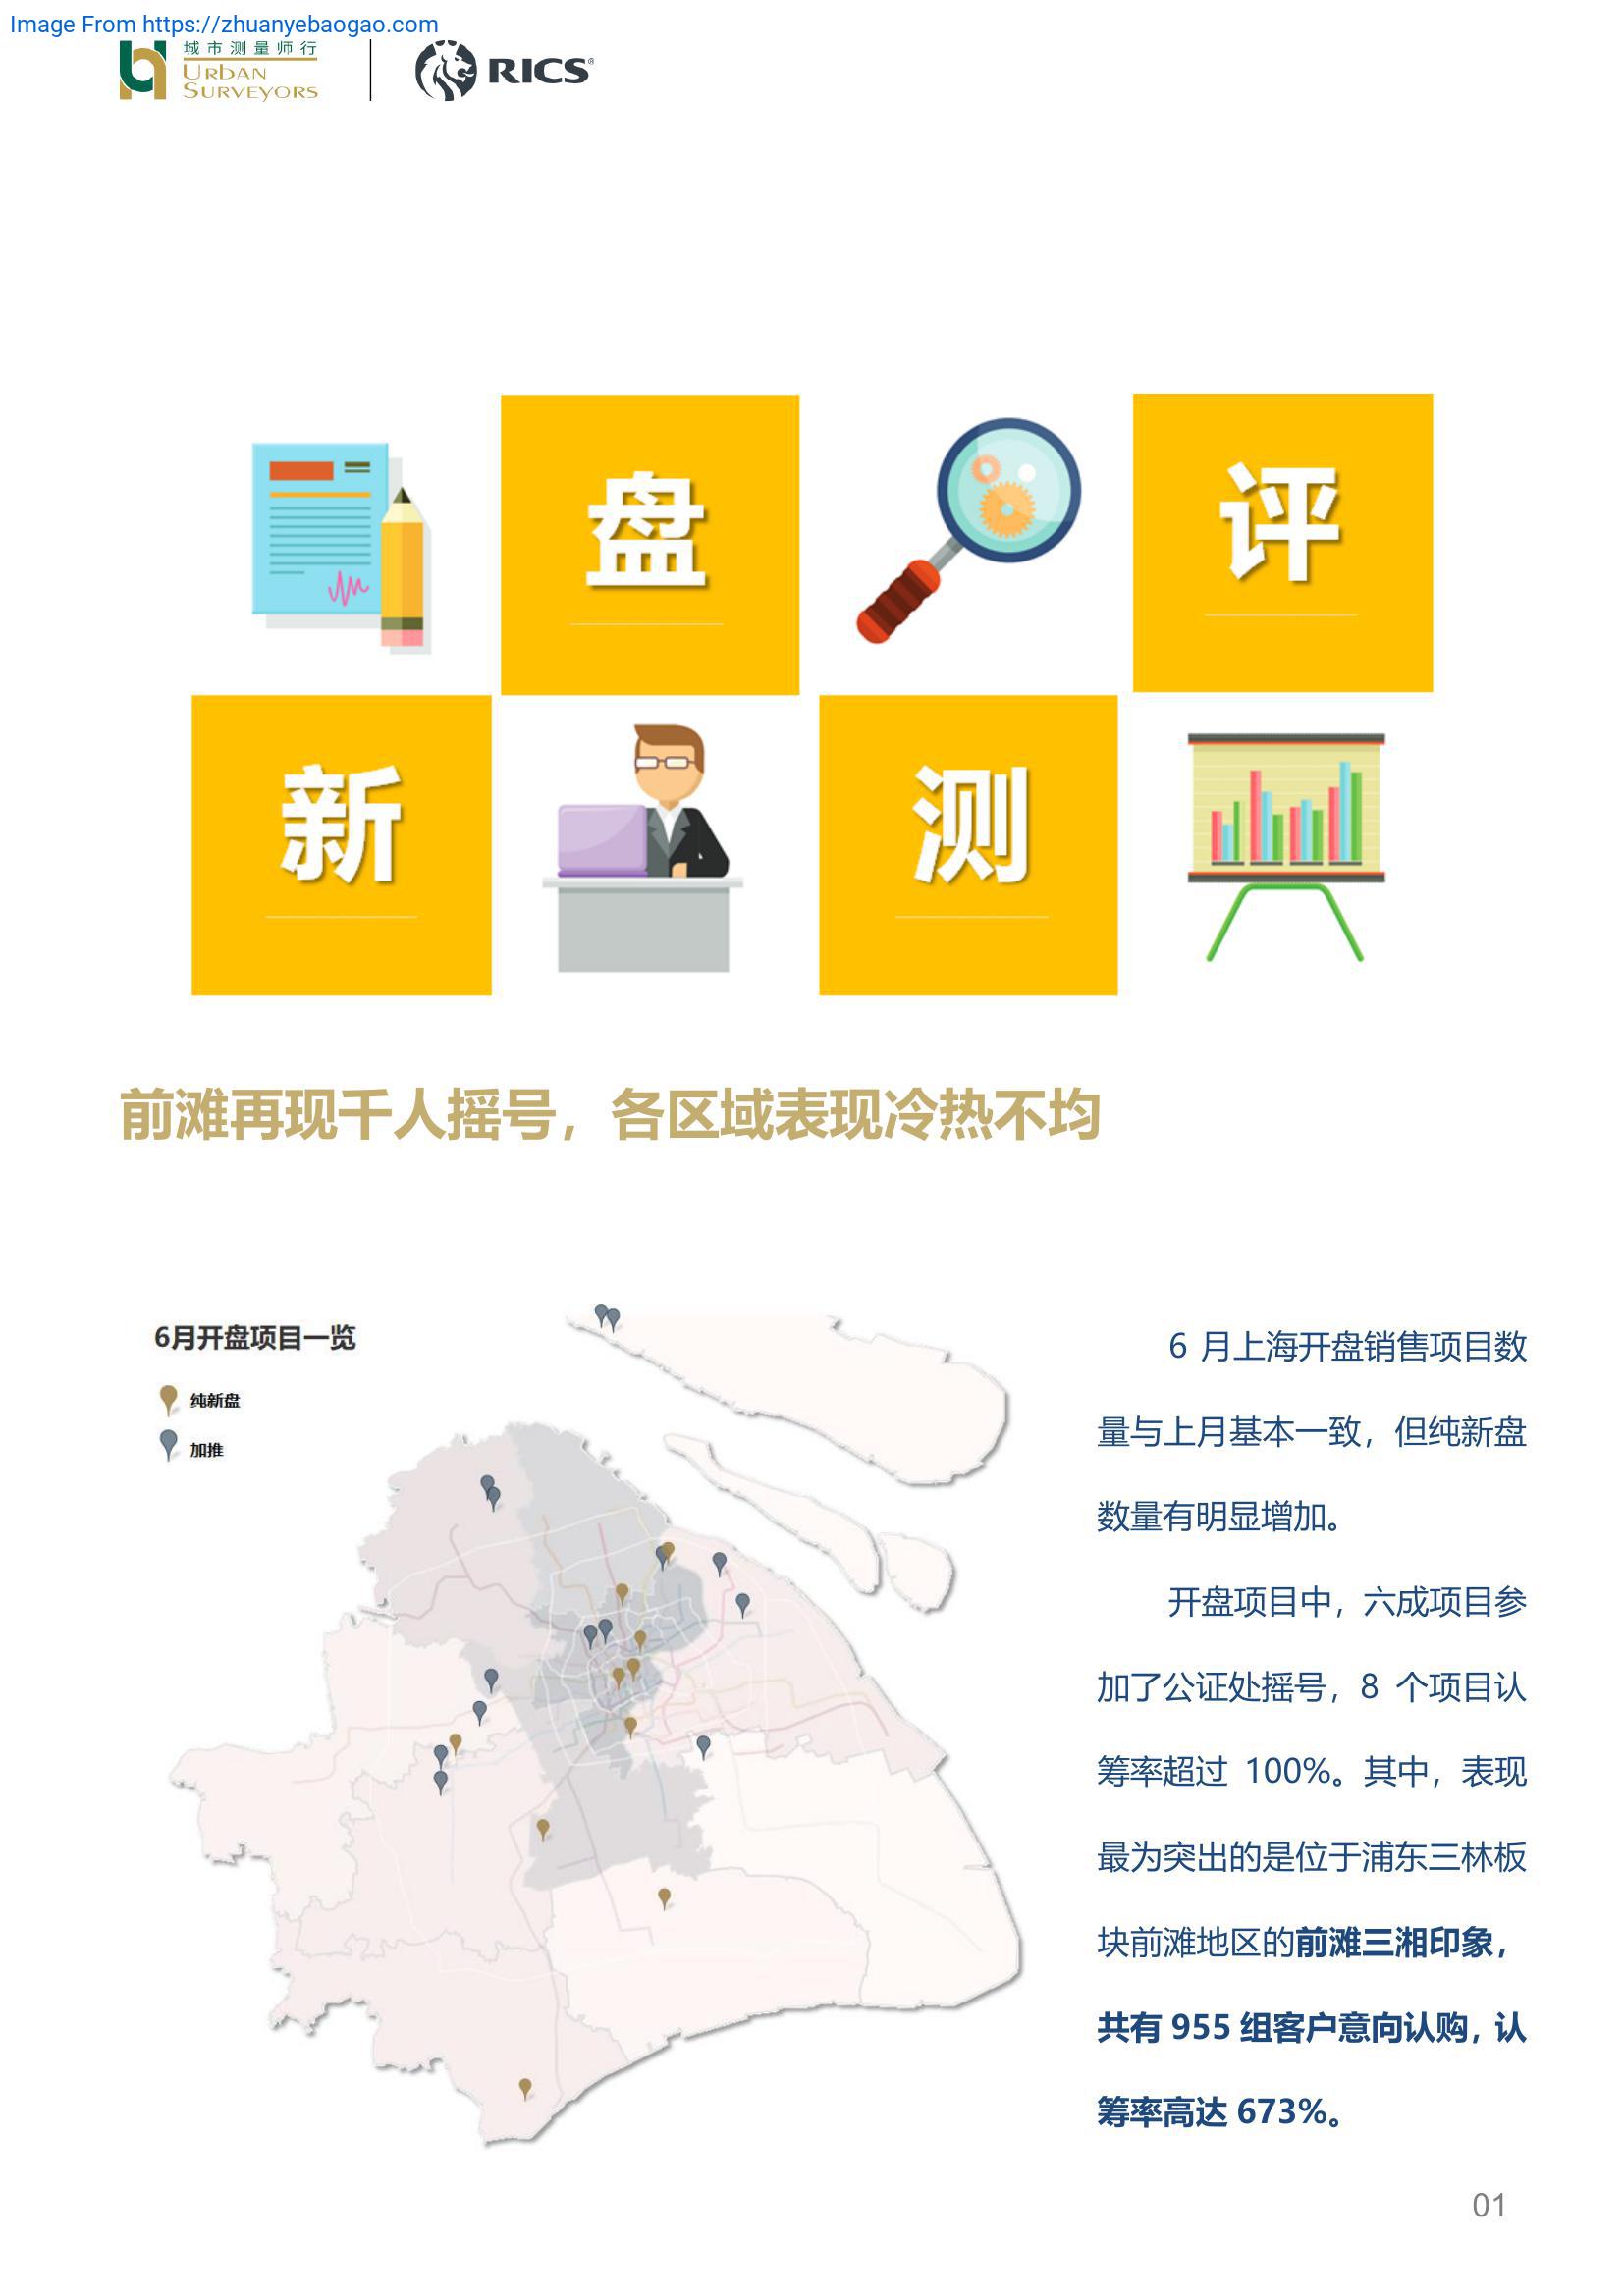 Image From https://zhuanyebaogao.com
城市测量师行
URBAN
SURVEYORS
RICS®
盘
评
新
测
前滩再现千人摇号，各区域表现冷热不均
6月开盘项目一览
纯新盘
加推
6 月上海开盘销售项目数
量与上月基本一致，但纯新盘
数量有明显增加。
开盘项目中，六成项目参
加了公证处摇号，8 个项目认
筹率超过 100%。其中，表现
最为突出的是位于浦东三林板
块前滩地区的前滩三湘印象，
共有 955 组客户意向认购，认
筹率高达 673%。
01